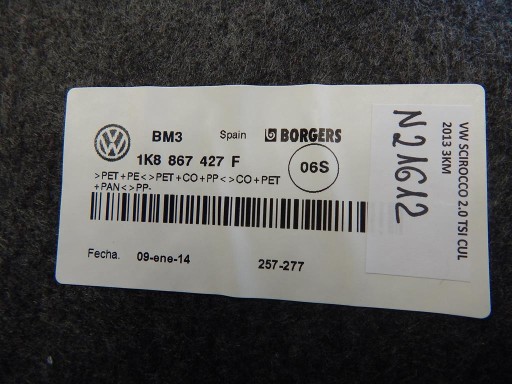 BM3 Spain BORGERS
1K8 867 427 F
06S
>PET+PE<>PET+CO+PP<>CO+PET
+PAN<>PP-
Fecha. 09-ene-14 257-277
VW SCIROCCO 2.0 TSI CUL
2013 3KM
N21612